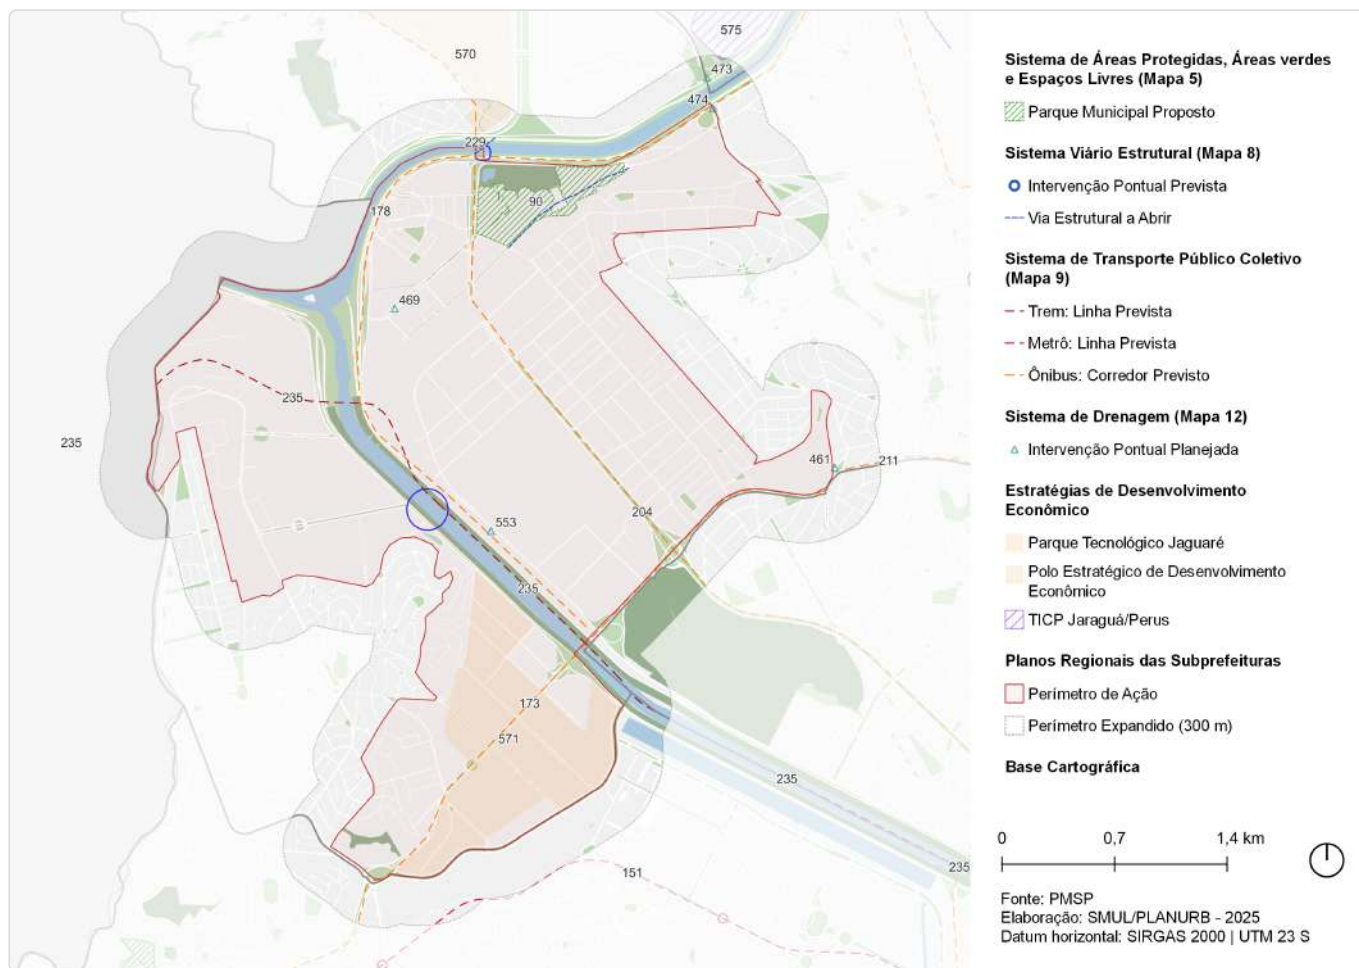 575
570
473
474
229
90
178
469
235
235
461
211
204
553
235
173
571
235
151
235
Sistema de Áreas Protegidas, Áreas verdes
e Espaços Livres (Mapa 5)
Parque Municipal Proposto
Sistema Viário Estrutural (Mapa 8)
Intervenção Pontual Prevista
Via Estrutural a Abrir
Sistema de Transporte Público Coletivo
(Mapa 9)
Trem: Linha Prevista
Metrô: Linha Prevista
Ônibus: Corredor Previsto
Sistema de Drenagem (Mapa 12)
Intervenção Pontual Planejada
Estratégias de Desenvolvimento
Econômico
Parque Tecnológico Jaguaré
Polo Estratégico de Desenvolvimento
Econômico
TICP Jaraguá/Perus
Planos Regionais das Subprefeituras
Perímetro de Ação
Perímetro Expandido (300 m)
Base Cartográfica
0 0,7 1,4 km
Fonte: PMSP
Elaboração: SMUL/PLANURB - 2025
Datum horizontal: SIRGAS 2000 | UTM 23 S